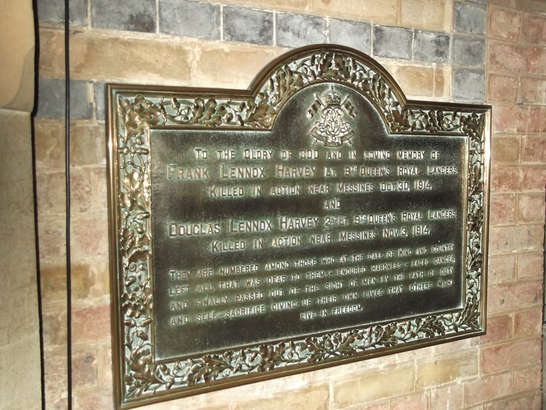 TO THE GLORY OF GOD AND IN LOVING MEMORY OF
FRANK LENNOX HARVEY LT 9TH QUEENS ROYAL LANCERS
KILLED IN ACTION NEAR MESSINES OCT. 30, 1914.
AND
DOUGLAS LENNOX HARVEY 2ND LT 9TH QUEENS ROYAL LANCERS
KILLED IN ACTION NEAR MESSINES NOV. 3, 1914.
THEY ARE NUMBERED AMONG THOSE WHO AT THE CALL OF KING AND COUNTRY
LEFT ALL THAT WAS DEAR TO THEM, ENDURED HARDNESS, FACED DANGER
AND FINALLY PASSED OUT OF THE SIGHT OF MEN BY THE PATH OF DUTY
AND SELF-SACRIFICE GIVING UP THEIR OWN LIVES THAT OTHERS MIGHT
LIVE IN FREEDOM